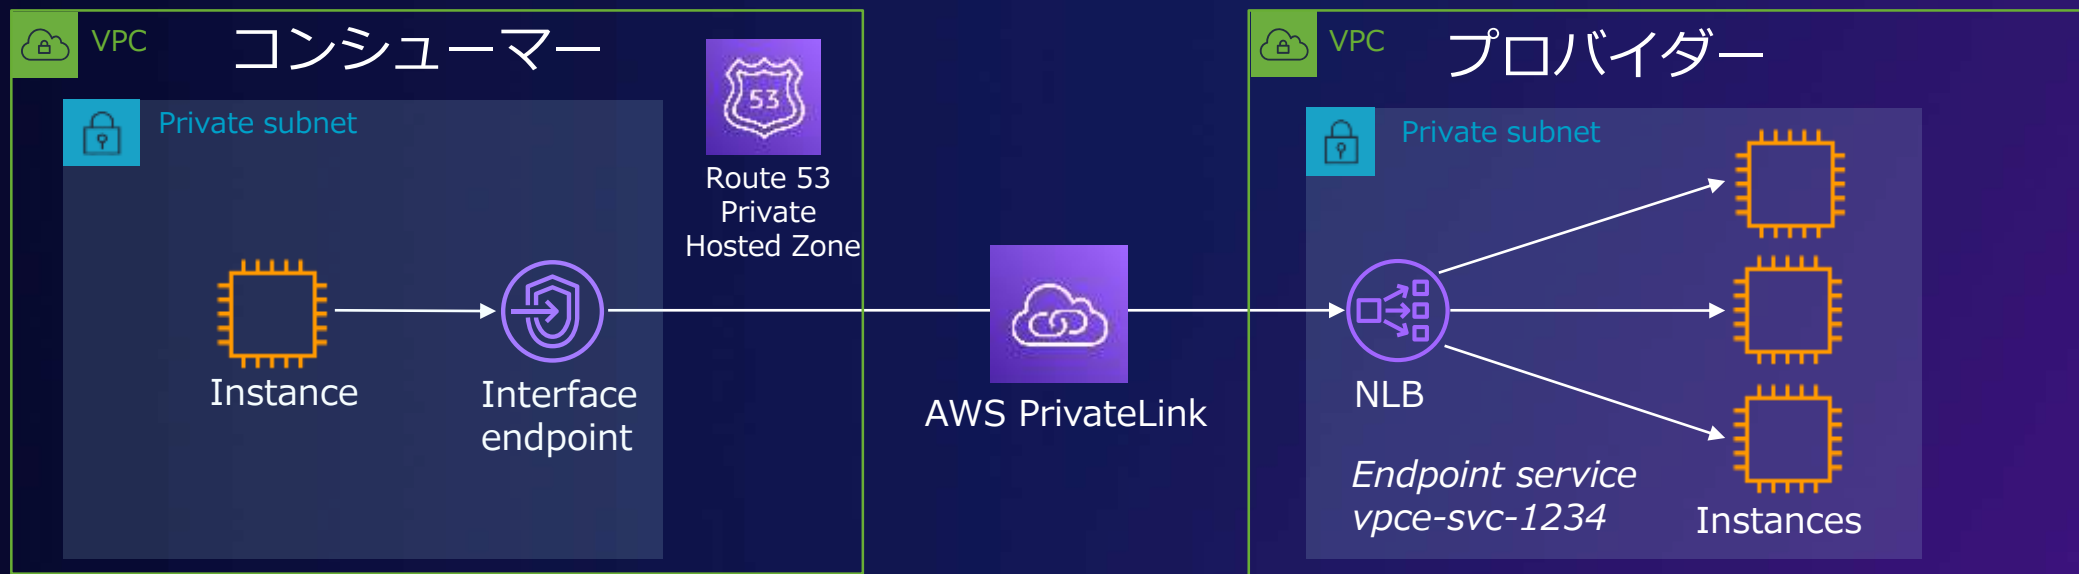 VPC
コンシューマー
53
Route 53
Private
Hosted Zone
Private subnet
Instance
Interface
endpoint
AWS PrivateLink
VPC
プロバイダー
Private subnet
NLB
Endpoint service
vpce-svc-1234
Instances